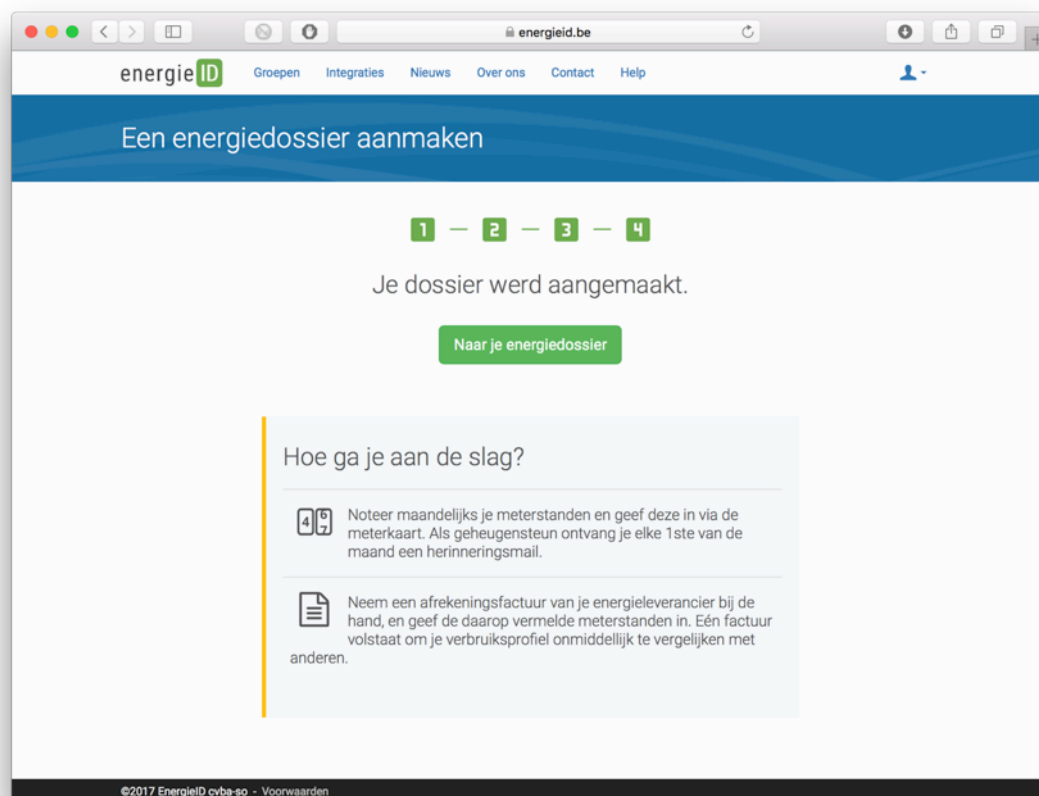 energieid.be
energieID Groepen Integraties Nieuws Over ons Contact Help
Een energiedossier aanmaken
1 — 2 — 3 — 4
Je dossier werd aangemaakt.
Naar je energiedossier
Hoe ga je aan de slag?
4 6 7
Noteer maandelijks je meterstanden en geef deze in via de
meterkaart. Als geheugensteun ontvang je elke 1ste van de
maand een herinneringsmail.
Neem een afrekeningsfactuur van je energieleverancier bij de
hand, en geef de daarop vermelde meterstanden in. Eén factuur
volstaat om je verbruiksprofiel onmiddellijk te vergelijken met
anderen.
©2017 EnergieID cvba-so - Voorwaarden